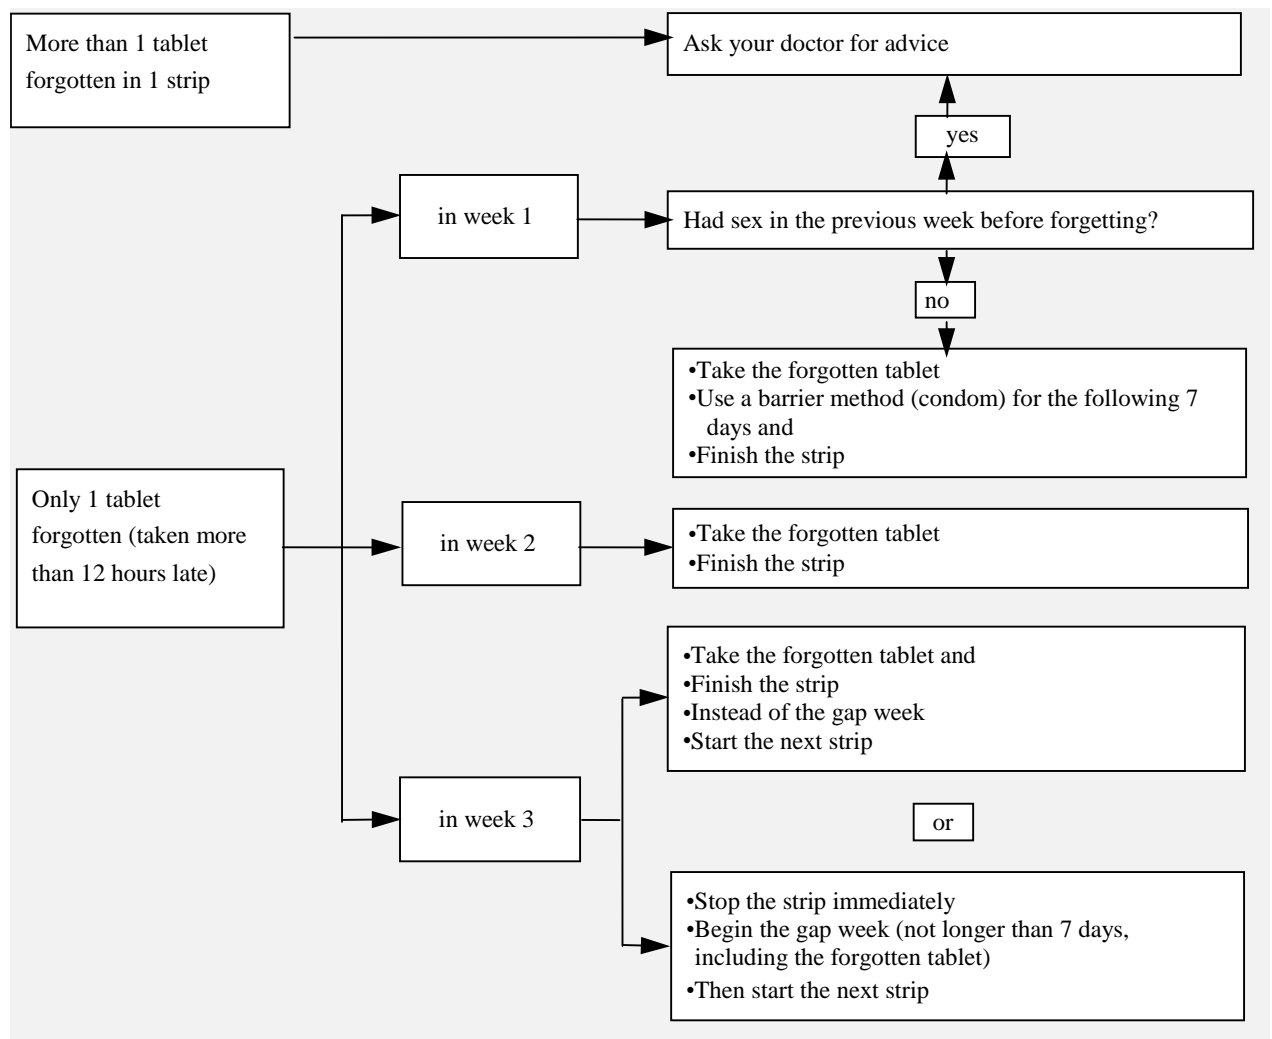 More than 1 tablet
forgotten in 1 strip
Ask your doctor for advice
yes
in week 1
Had sex in the previous week before forgetting?
no
•Take the forgotten tablet
•Use a barrier method (condom) for the following 7
days and
•Finish the strip
Only 1 tablet
forgotten (taken more
than 12 hours late)
in week 2
•Take the forgotten tablet
•Finish the strip
•Take the forgotten tablet and
•Finish the strip
•Instead of the gap week
•Start the next strip
in week 3
or
•Stop the strip immediately
•Begin the gap week (not longer than 7 days,
including the forgotten tablet)
•Then start the next strip